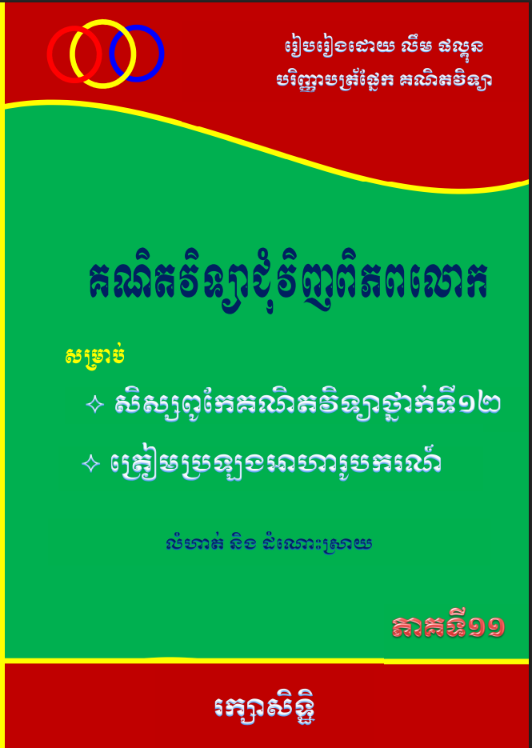 រៀបរៀងដោយ លឹម ផល្គុន
បរិញ្ញាបត្រផ្នែក គណិតវិទ្យា
គណិតវិទ្យាជុំវិញពិភពលោក
សម្រាប់
✧ សិស្សពូកែគណិតវិទ្យាថ្នាក់ទី១២
✧ ត្រៀមប្រឡងអាហារូបករណ៍
លំហាត់ និង ដំណោះស្រាយ
ភាគទី១១
រក្សាសិទ្ធិ